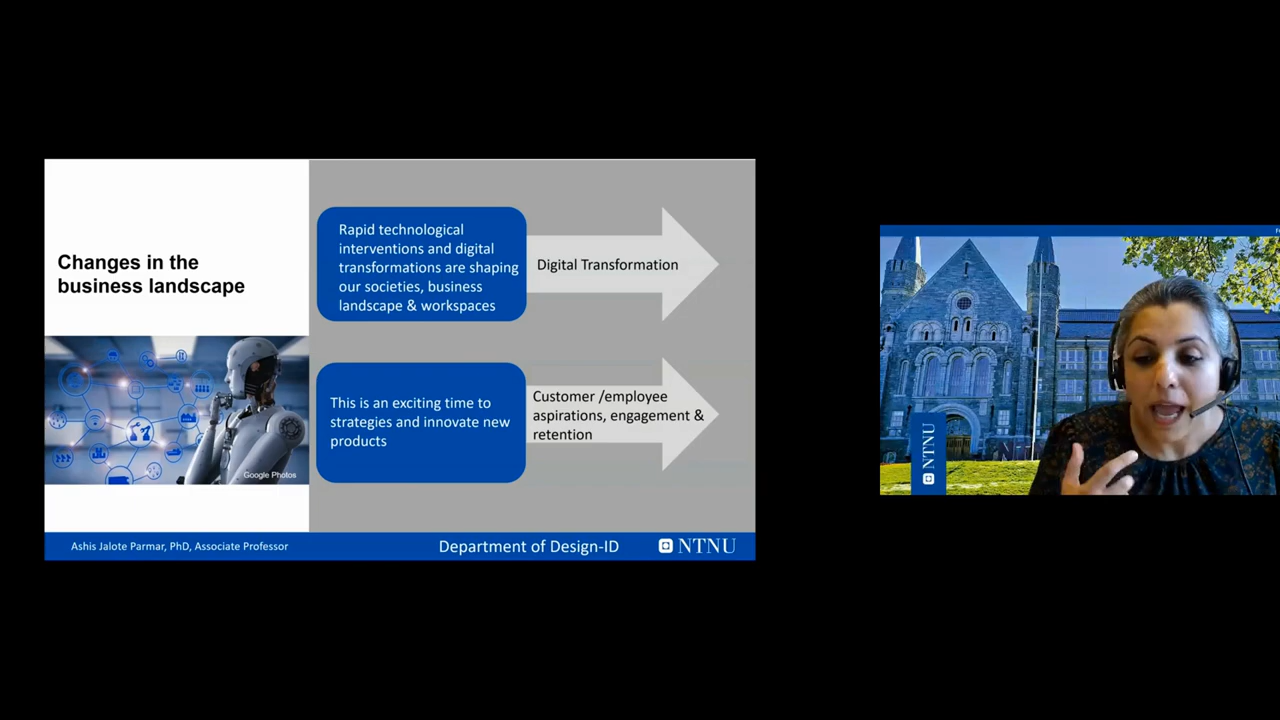 Changes in the
business landscape
Google Photos
Rapid technological
interventions and digital
transformations are shaping
our societies, business
landscape & workspaces
Digital Transformation
This is an exciting time to
strategies and innovate new
products
Customer /employee
aspirations, engagement &
retention
Ashis Jalote Parmar, PhD, Associate Professor
Department of Design-ID
NTNU
NTNU